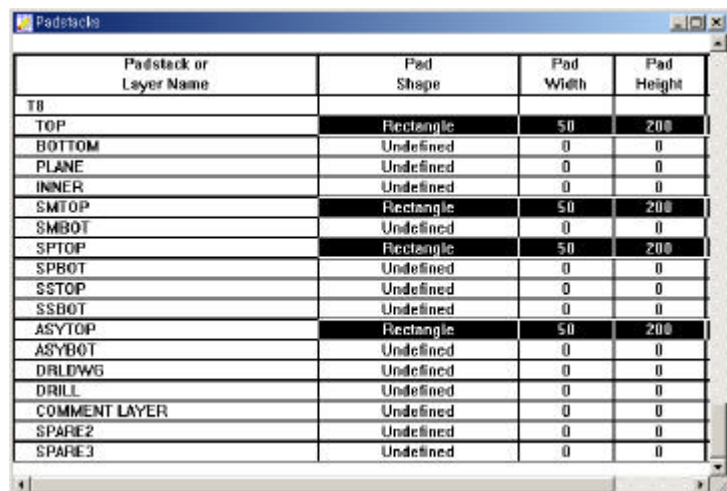 Padstacks
Padstack or Layer Name Pad Shape Pad Width Pad Height
T8
TOP Rectangle 50 200
BOTTOM Undefined 0 0
PLANE Undefined 0 0
INNER Undefined 0 0
SMTOP Rectangle 50 200
SMBOT Undefined 0 0
SPTOP Rectangle 50 200
SPBOT Undefined 0 0
SSTOP Undefined 0 0
SSBOT Undefined 0 0
ASYTOP Rectangle 50 200
ASYBOT Undefined 0 0
DRLDWG Undefined 0 0
DRILL Undefined 0 0
COMMENT LAYER Undefined 0 0
SPARE2 Undefined 0 0
SPARE3 Undefined 0 0